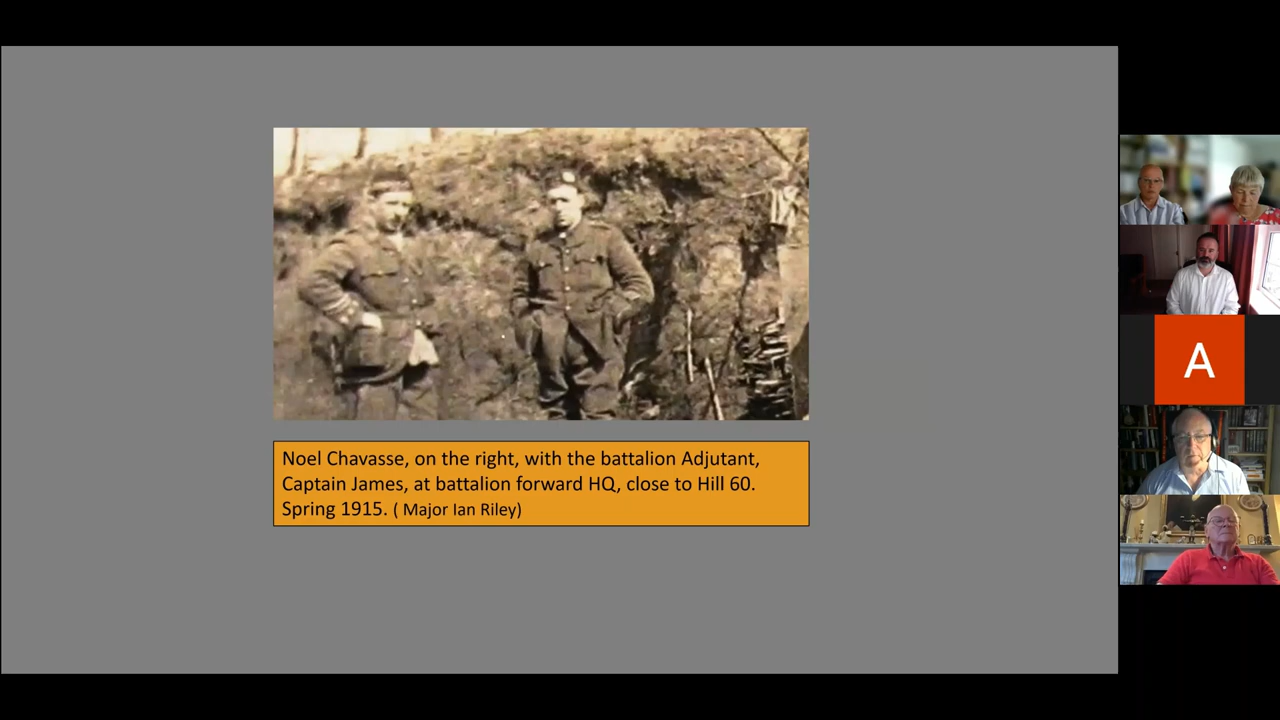 Noel Chavasse, on the right, with the battalion Adjutant,
Captain James, at battalion forward HQ, close to Hill 60.
Spring 1915. ( Major Ian Riley)
A